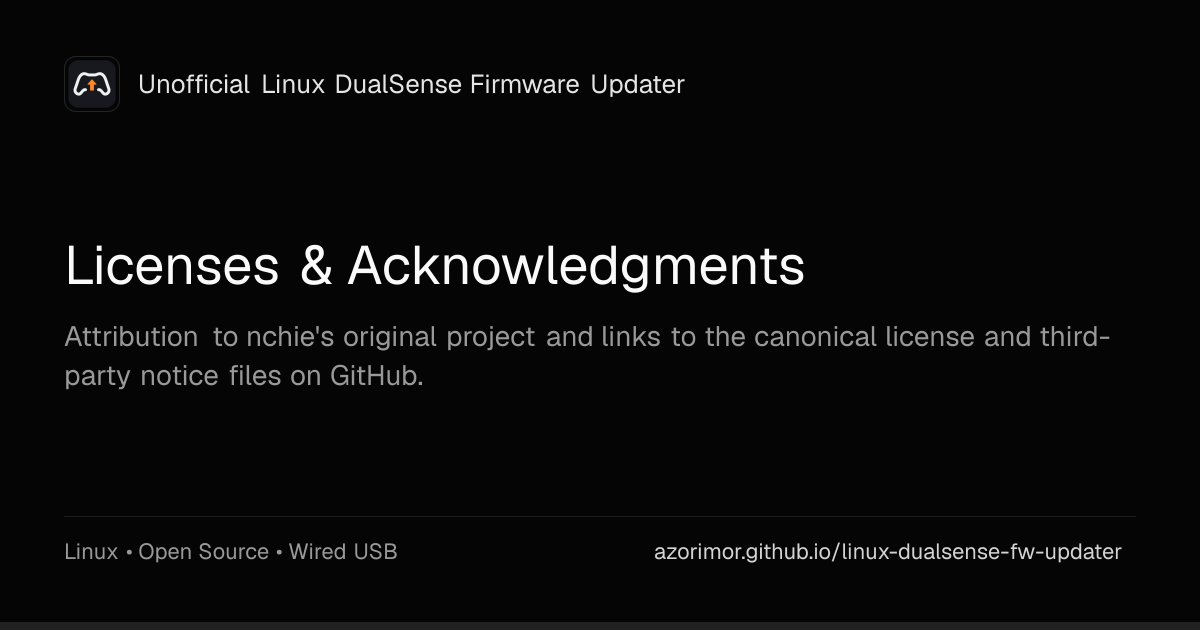 Unofficial Linux DualSense Firmware Updater
Licenses & Acknowledgments
Attribution to nchie's original project and links to the canonical license and third-
party notice files on GitHub.
Linux • Open Source • Wired USB
azorimor.github.io/linux-dualsense-fw-updater